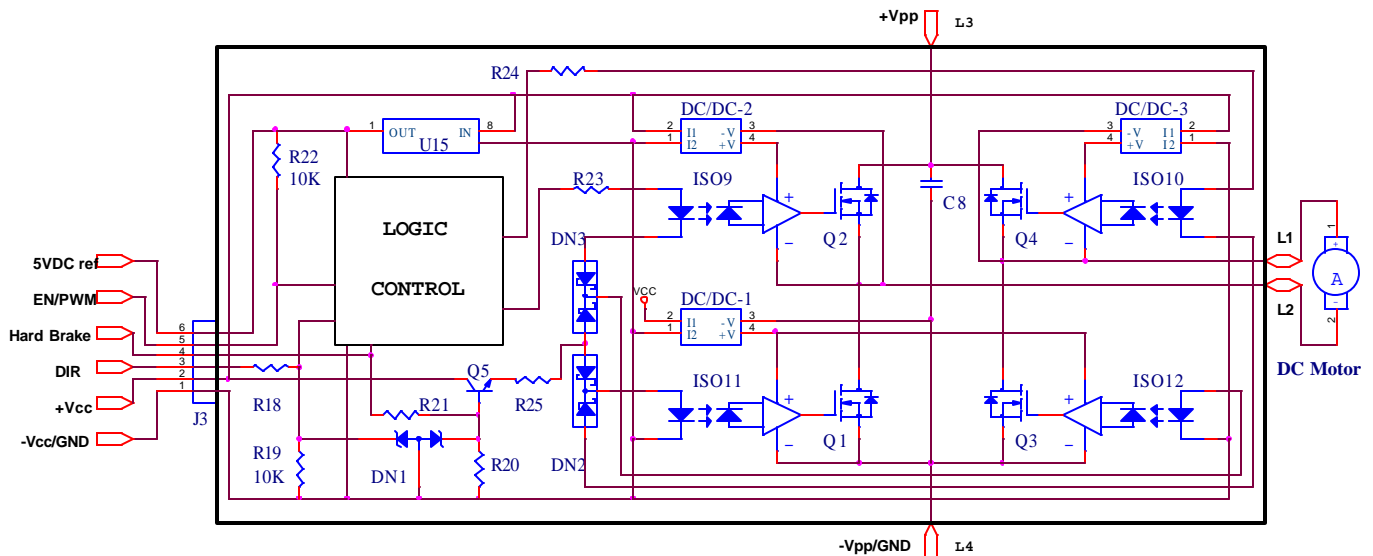 +Vpp
L3
R24
DC/DC-2
DC/DC-3
1
OUT
IN
8
U15
2
I1
-V
3
1
I2
+V
4
3
-V
I1
2
4
+V
I2
1
R22
10K
R23
ISO9
ISO10
LOGIC
CONTROL
+
-
+
-
C8
Q2
Q4
DN3
L1
L2
1
+
A
-
2
DC Motor
5VDC ref
EN/PWM
Hard Brake
DIR
+Vcc
-Vcc/GND
6
5
4
3
2
1
J3
VCC
DC/DC-1
2
I1
-V
3
1
I2
+V
4
R18
Q5
R25
R21
ISO11
ISO12
+
-
+
-
Q1
Q3
R19
10K
DN1
R20
DN2
-Vpp/GND
L4